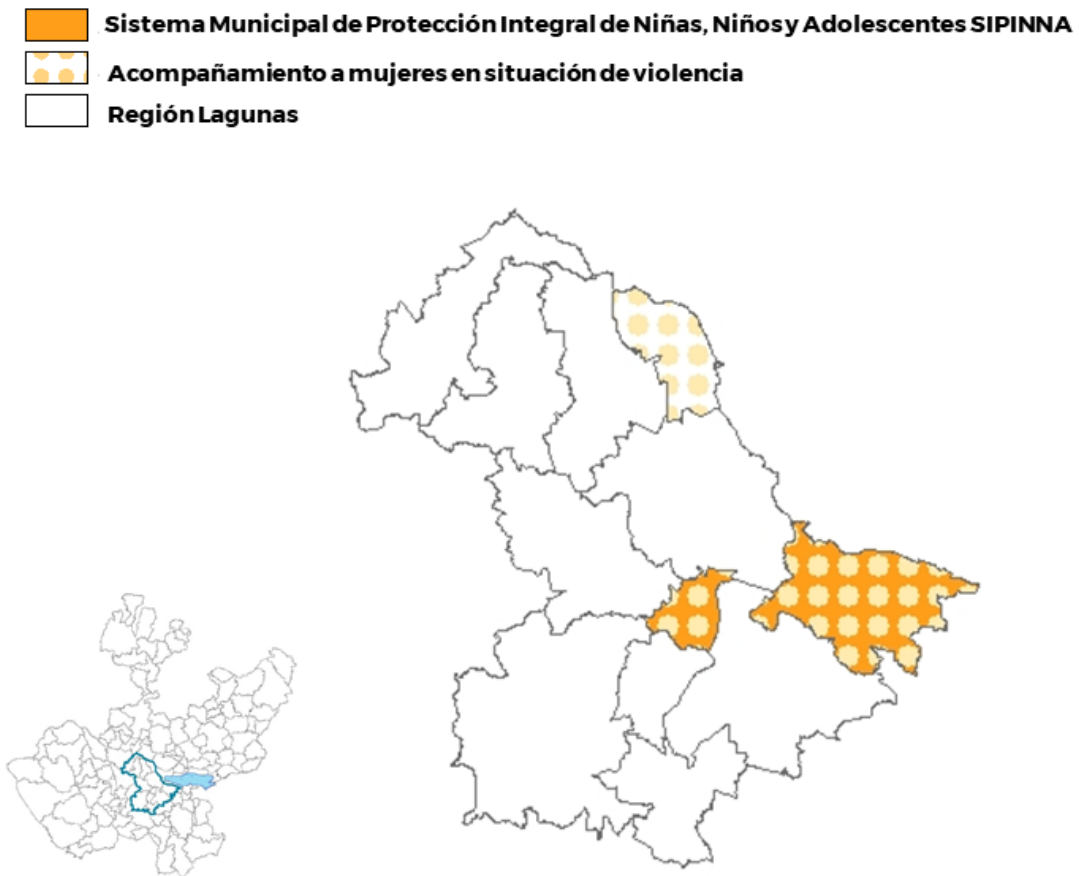 Sistema Municipal de Protección Integral de Niñas, Niños y Adolescentes SIPINNA
Acompañamiento a mujeres en situación de violencia
Región Lagunas